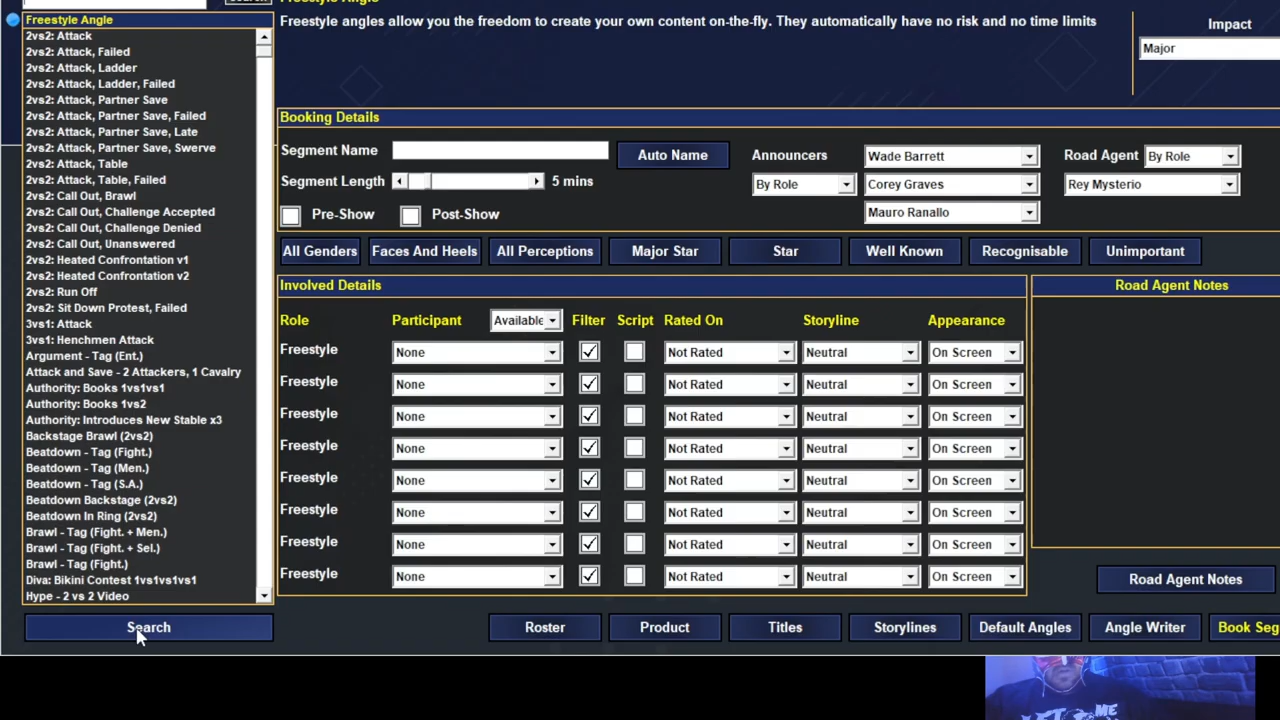 Search
Freestyle Angle
Freestyle Angle
Freestyle angles allow you the freedom to create your own content on-the-fly. They automatically have no risk and no time limits
Impact
Major
2vs2: Attack
2vs2: Attack, Failed
2vs2: Attack, Ladder
2vs2: Attack, Ladder, Failed
2vs2: Attack, Partner Save
2vs2: Attack, Partner Save, Failed
2vs2: Attack, Partner Save, Late
2vs2: Attack, Partner Save, Swerve
2vs2: Attack, Table
2vs2: Attack, Table, Failed
2vs2: Call Out, Brawl
2vs2: Call Out, Challenge Accepted
2vs2: Call Out, Challenge Denied
2vs2: Call Out, Unanswered
2vs2: Heated Confrontation v1
2vs2: Heated Confrontation v2
2vs2: Run Off
2vs2: Sit Down Protest, Failed
3vs1: Attack
3vs1: Henchmen Attack
Argument - Tag (Ent.)
Attack and Save - 2 Attackers, 1 Cavalry
Authority: Books 1vs1vs1
Authority: Books 1vs2
Authority: Introduces New Stable x3
Backstage Brawl (2vs2)
Beatdown - Tag (Fight.)
Beatdown - Tag (Men.)
Beatdown - Tag (S.A.)
Beatdown Backstage (2vs2)
Beatdown In Ring (2vs2)
Brawl - Tag (Fight. + Men.)
Brawl - Tag (Fight. + Sel.)
Brawl - Tag (Fight.)
Diva: Bikini Contest 1vs1vs1vs1
Hype - 2 vs 2 Video
Search
Booking Details
Segment Name
Auto Name
Announcers
Wade Barrett
Road Agent
By Role
Segment Length
5 mins
By Role
Corey Graves
Rey Mysterio
Pre-Show
Post-Show
Mauro Ranallo
All Genders
Faces And Heels
All Perceptions
Major Star
Star
Well Known
Recognisable
Unimportant
Involved Details
Road Agent Notes
Role
Participant
Available
Filter
Script
Rated On
Storyline
Appearance
Freestyle None Not Rated Neutral On Screen
Freestyle None Not Rated Neutral On Screen
Freestyle None Not Rated Neutral On Screen
Freestyle None Not Rated Neutral On Screen
Freestyle None Not Rated Neutral On Screen
Freestyle None Not Rated Neutral On Screen
Freestyle None Not Rated Neutral On Screen
Freestyle None Not Rated Neutral On Screen
Road Agent Notes
Roster
Product
Titles
Storylines
Default Angles
Angle Writer
Book Seg
ME